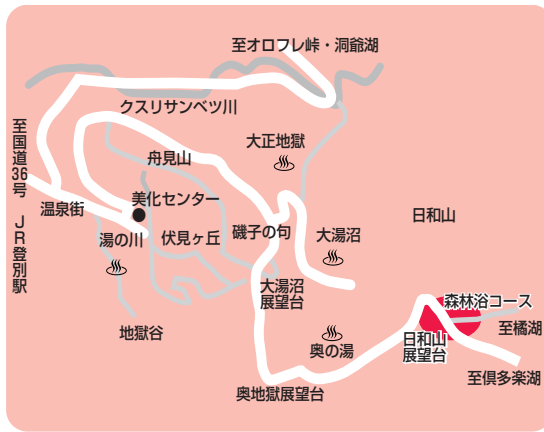 至オロフレ峠・洞爺湖
クスリサンベツ川
大正地獄
舟見山
至国道36号 JR登別駅
美化センター
温泉街
日和山
磯子の句
大湯沼
湯の川
伏見ヶ丘
大湯沼
展望台
森林浴コース
至橘湖
地獄谷
日和山
展望台
奥の湯
至倶多楽湖
奥地獄展望台